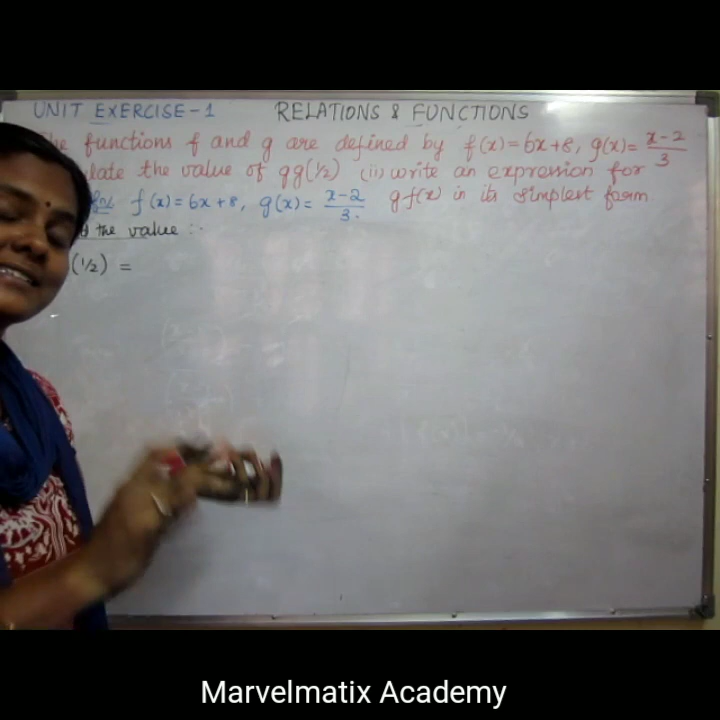 UNIT EXERCISE-1 RELATIONS & FUNCTIONS
functions f and g are defined by f(x)=6x+8, g(x)= x-2/3
the value of gg(1/2) (ii) write an expression for
f(x)=6x+8, g(x)= x-2/3. gf(x) in its simplest form
the value :-
(1/2) =
Marvelmatix Academy